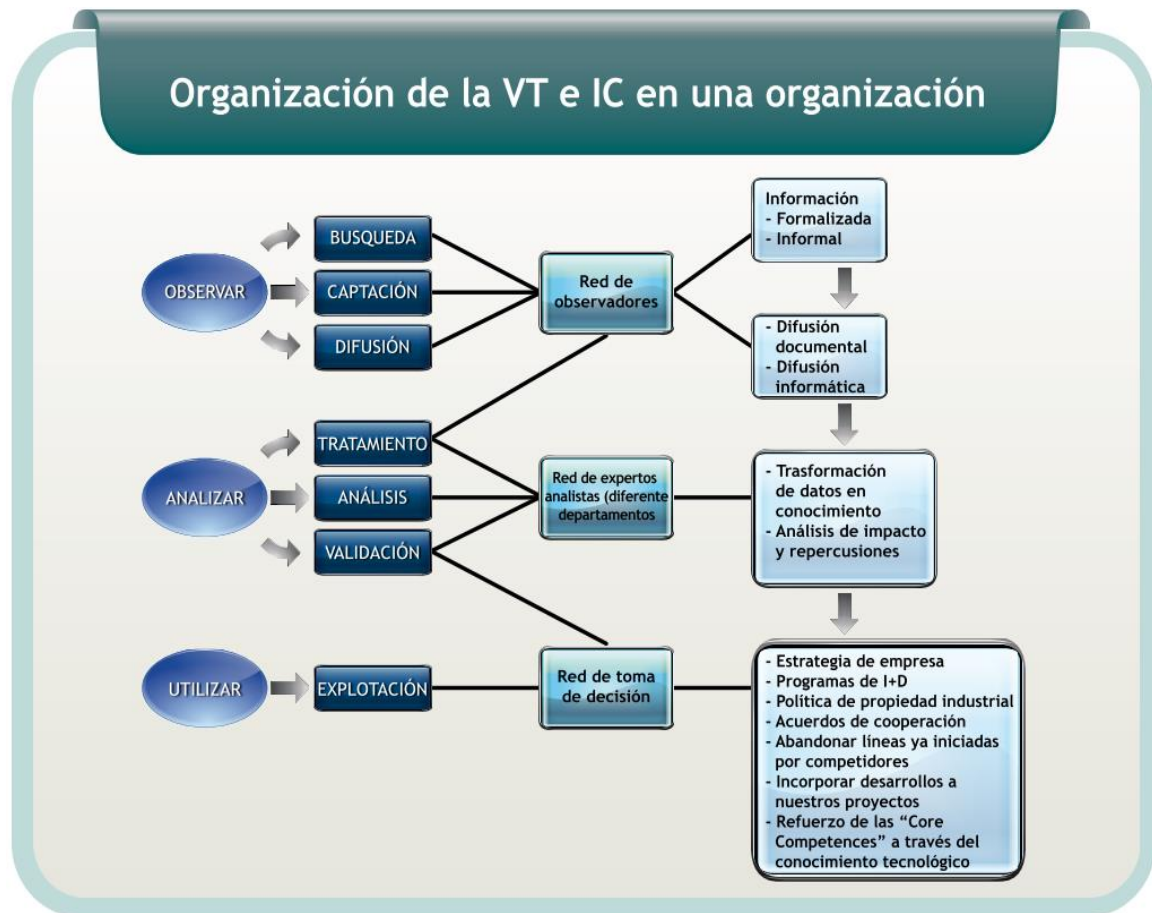 Organización de la VT e IC en una organización
OBSERVAR
BUSQUEDA
CAPTACIÓN
DIFUSIÓN
Red de
observadores
Información
- Formalizada
- Informal
- Difusión
documental
- Difusión
informática
ANALIZAR
TRATAMIENTO
ANÁLISIS
VALIDACIÓN
Red de expertos
analistas (diferente
departamentos
- Trasformación
de datos en
conocimiento
- Análisis de impacto
y repercusiones
UTILIZAR
EXPLOTACIÓN
Red de toma
de decisión
- Estrategia de empresa
- Programas de I+D
- Política de propiedad industrial
- Acuerdos de cooperación
- Abandonar líneas ya iniciadas
por competidores
- Incorporar desarrollos a
nuestros proyectos
- Refuerzo de las “Core
Competences” a través del
conocimiento tecnológico